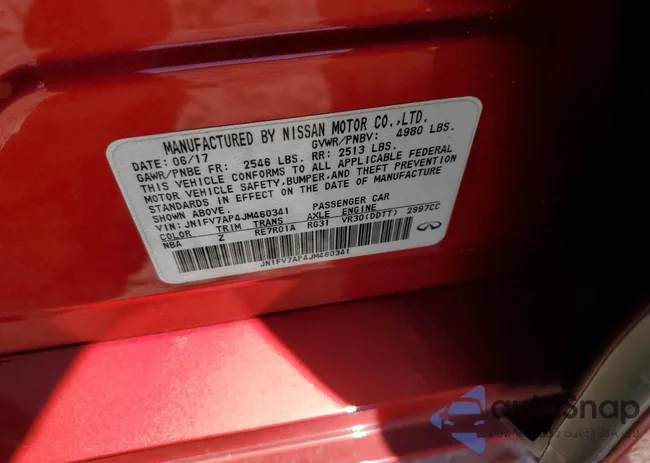 MANUFACTURED BY NISSAN MOTOR CO.,LTD.
DATE: 06/17 GVWR/PNBV: 4980 LBS.
GAWR/PNBE FR: 2546 LBS. RR: 2513 LBS.
THIS VEHICLE CONFORMS TO ALL APPLICABLE FEDERAL
MOTOR VEHICLE SAFETY,BUMPER,AND THEFT PREVENTION
STANDARDS IN EFFECT ON THE DATE OF MANUFACTURE
SHOWN ABOVE.
VIN: JN1FV7AP4JM460341 PASSENGER CAR
COLOR TRIM TRANS AXLE ENGINE
NBA Z RE7R01A RG31 VR30(DDTT) 2997CC
JN1FV7AP4JM460341
autosnap
aukcji USA